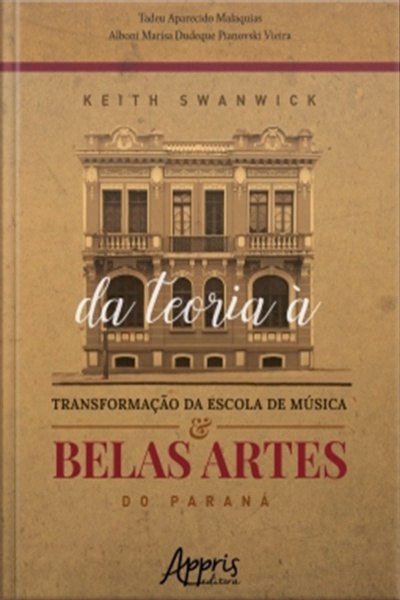 Tadeu Aparecido Malaquias
Alboni Marisa Dudeque Pianovski Vieira
KEITH SWANWICK
da teoria à
TRANSFORMAÇÃO DA ESCOLA DE MÚSICA
&
BELAS ARTES
DO PARANÁ
Appris
editora